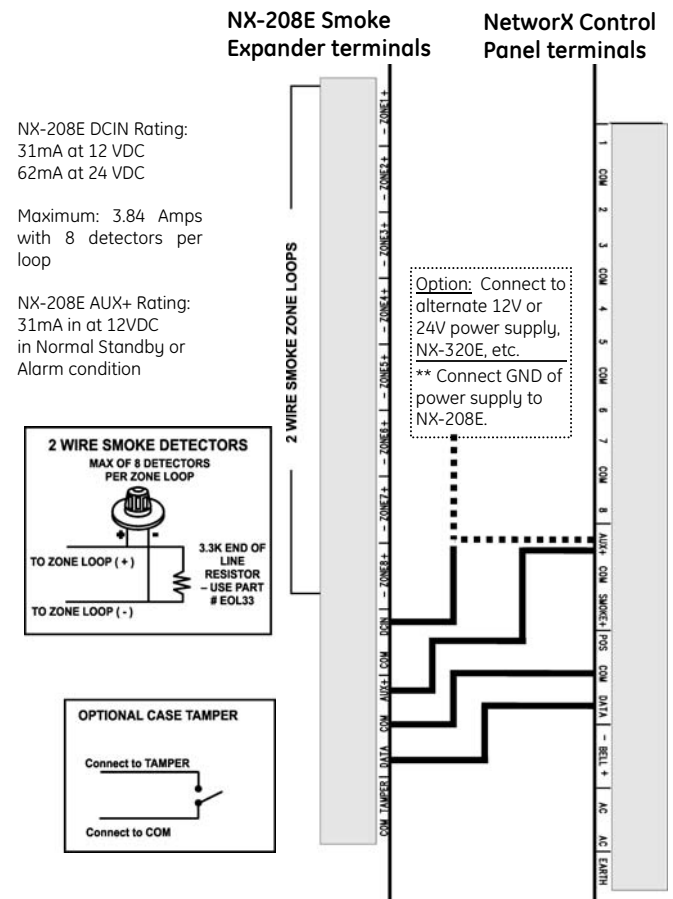 NX-208E Smoke
Expander terminals
NetworX Control
Panel terminals
NX-208E DCIN Rating:
31mA at 12 VDC
62mA at 24 VDC
Maximum: 3.84 Amps
with 8 detectors per
loop
NX-208E AUX+ Rating:
31mA in at 12VDC
in Normal Standby or
Alarm condition
2 WIRE SMOKE DETECTORS
MAX OF 8 DETECTORS
PER ZONE LOOP
+ -
TO ZONE LOOP ( + )
3.3K END OF
LINE
RESISTOR
– USE PART
# EOL33
TO ZONE LOOP ( - )
OPTIONAL CASE TAMPER
Connect to TAMPER
Connect to COM
2 WIRE SMOKE ZONE LOOPS
- ZONE1+
- ZONE2+
- ZONE3+
- ZONE4+
- ZONE5+
- ZONE6+
- ZONE7+
- ZONE8+
DCIN
COM
AUX+
COM
DATA
COM TAMPER
Option: Connect to
alternate 12V or
24V power supply,
NX-320E, etc.
** Connect GND of
power supply to
NX-208E.
1
COM
2
3
COM
4
5
COM
6
7
COM
8
AUX+
COM
SMOKE+
POS
COM
DATA
- BELL +
AC
AC
EARTH